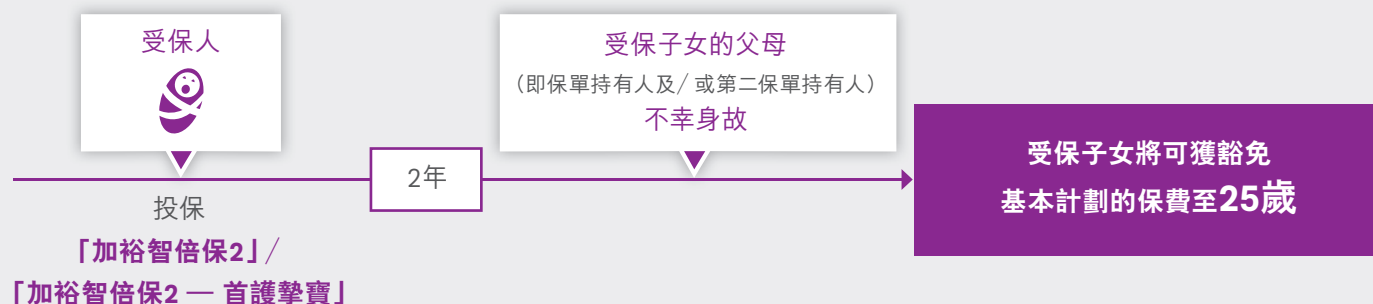 受保人
投保
「加裕智倍保2」/
「加裕智倍保2 — 首護摯寶」
2年
受保子女的父母
（即保單持有人及/ 或第二保單持有人）
不幸身故
受保子女將可獲豁免
基本計劃的保費至25歲